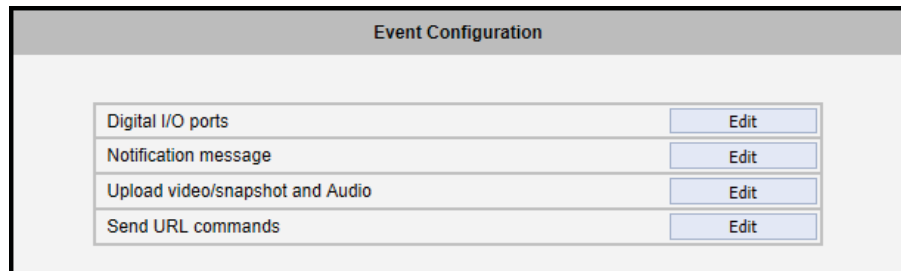 Event Configuration
Digital I/O ports Edit
Notification message Edit
Upload video/snapshot and Audio Edit
Send URL commands Edit